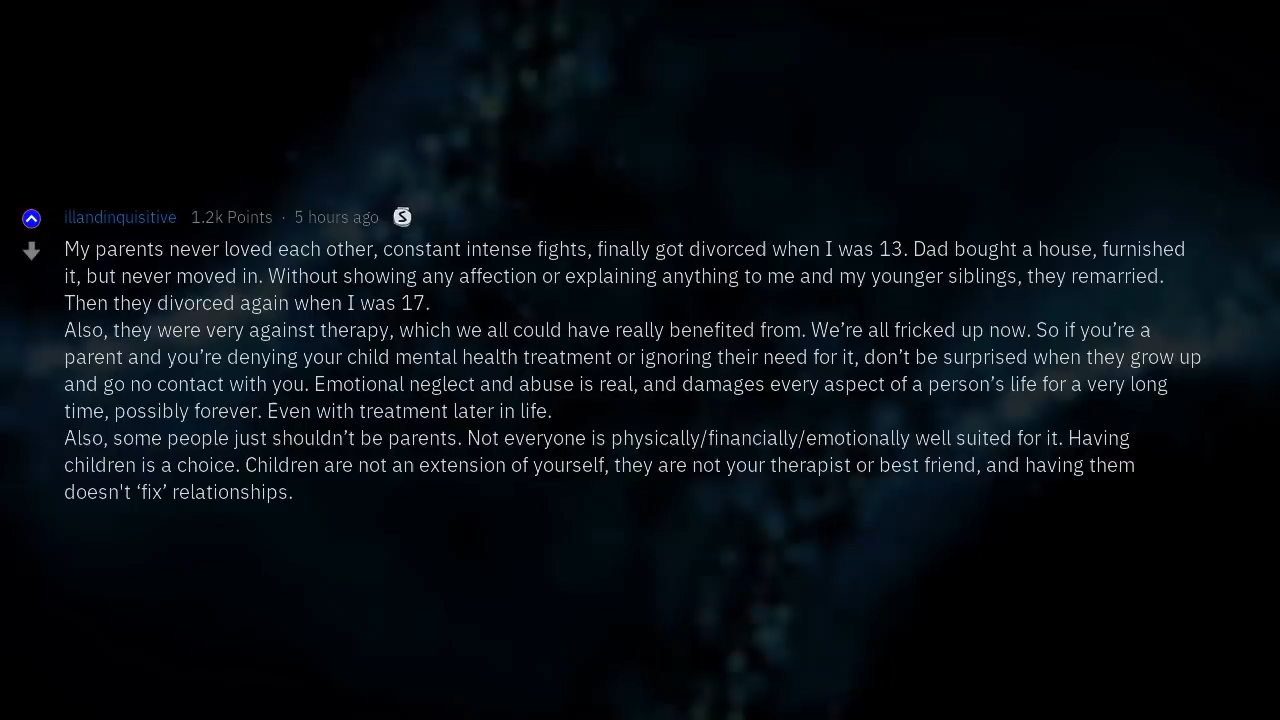 illandinquisitive 1.2k Points · 5 hours ago S
My parents never loved each other, constant intense fights, finally got divorced when I was 13. Dad bought a house, furnished
it, but never moved in. Without showing any affection or explaining anything to me and my younger siblings, they remarried.
Then they divorced again when I was 17.
Also, they were very against therapy, which we all could have really benefited from. We’re all fricked up now. So if you’re a
parent and you’re denying your child mental health treatment or ignoring their need for it, don’t be surprised when they grow up
and go no contact with you. Emotional neglect and abuse is real, and damages every aspect of a person’s life for a very long
time, possibly forever. Even with treatment later in life.
Also, some people just shouldn’t be parents. Not everyone is physically/financially/emotionally well suited for it. Having
children is a choice. Children are not an extension of yourself, they are not your therapist or best friend, and having them
doesn't ‘fix’ relationships.